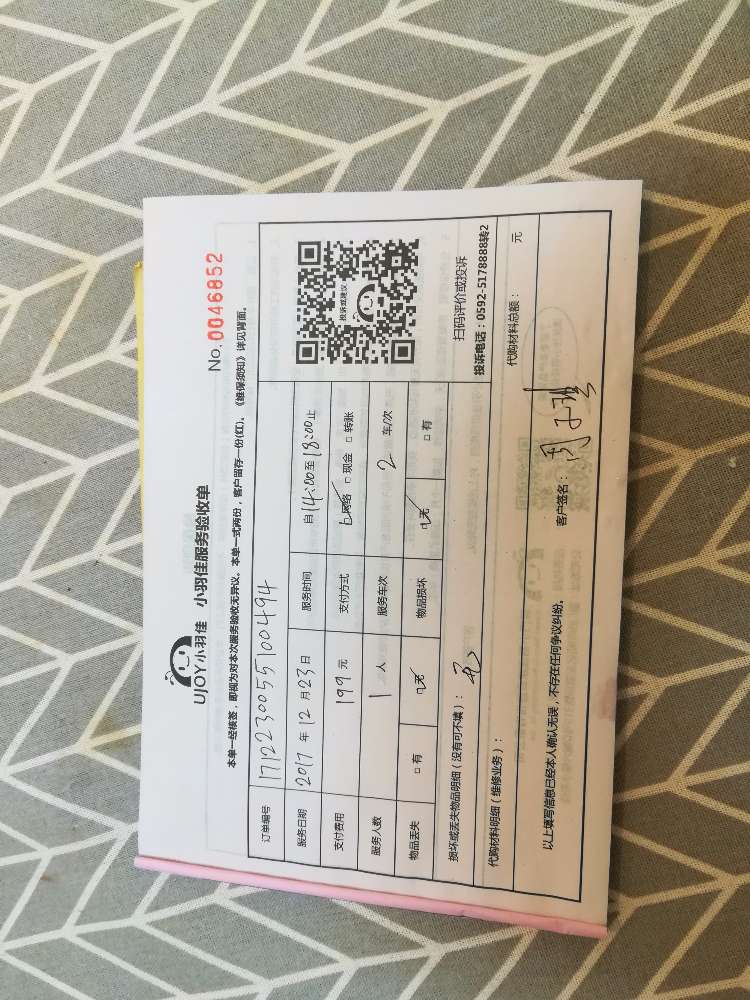 UJOY小羽佳 小羽佳服务验收单
No. 0046852
本单一经核签，即视为对本次服务验收无异议。本单一式两份，客户留存一份(红)。《维保须知》详见背面。
订单编号 1712230055100494
服务日期 2017 年 12 月 23 日 服务时间 自 14:00 至 18:00 止
支付费用 199 元 支付方式 网络 □ 现金 □ 转账
服务人数 1 人 服务车次 2 车/次
物品丢失 □ 有 无 物品损坏 无 □ 有
投诉或建议
扫码评价或投诉
投诉电话：0592-5178888转2
损坏或丢失物品明细（没有可不填）： 无
代购材料明细（维修业务）： 代购材料总额： 元
以上填写信息已经本人确认无误，不存在任何争议纠纷。 客户签名：